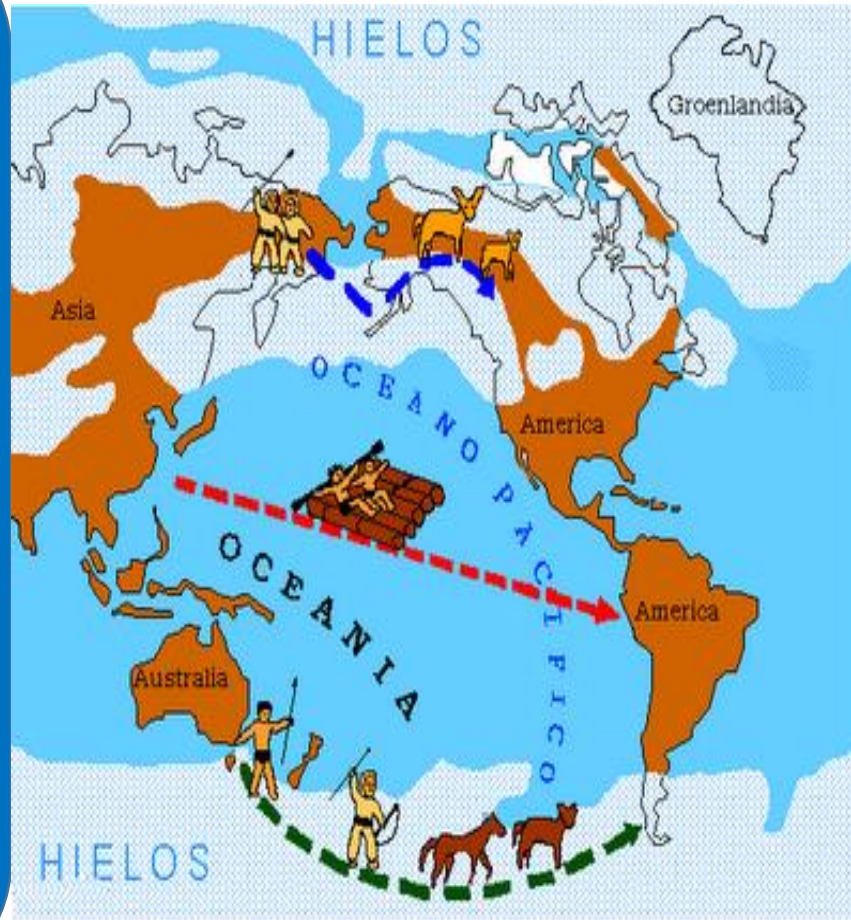 HIELOS
Groenlandia
Asia
OCEANO PACIFICO
America
OCEANIA
America
Australia
HIELOS